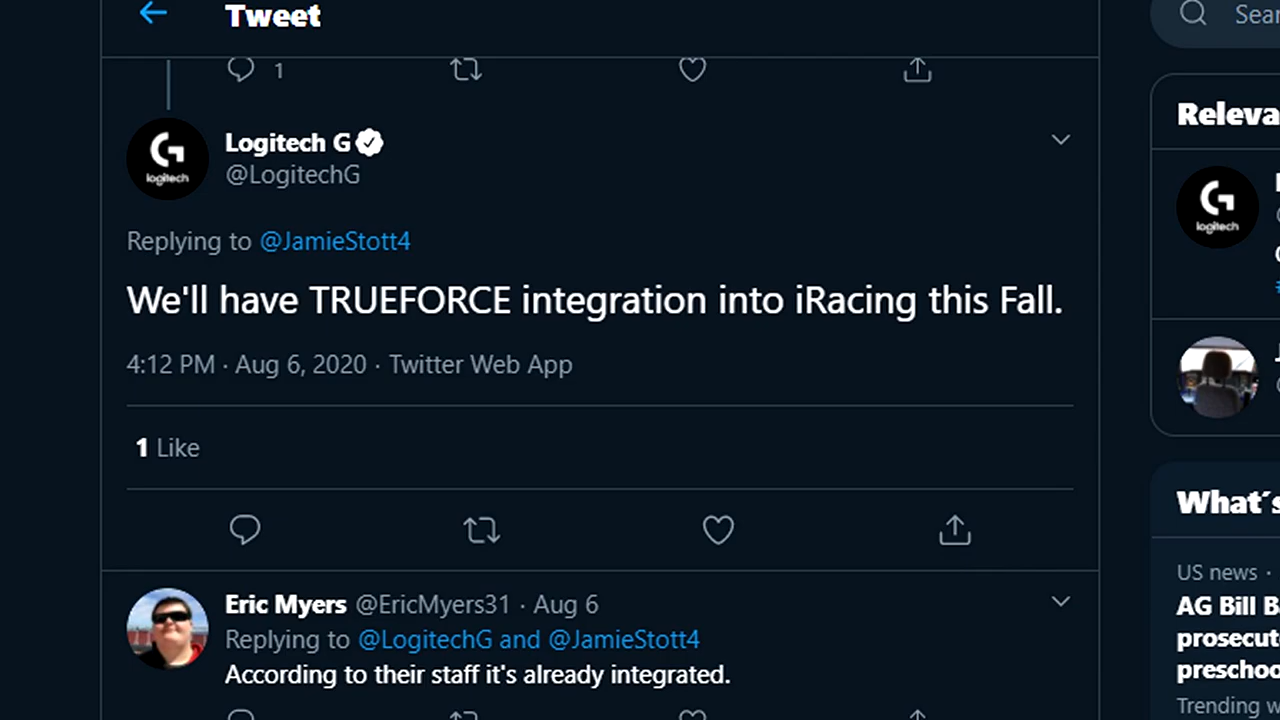 Tweet
Sear
1
Releva
Logitech G
@LogitechG
logitech
Replying to @JamieStott4
We'll have TRUEFORCE integration into iRacing this Fall.
4:12 PM · Aug 6, 2020 · Twitter Web App
1 Like
Eric Myers @EricMyers31 · Aug 6
Replying to @LogitechG and @JamieStott4
According to their staff it's already integrated.
logitech
What´s
US news ·
AG Bill B
prosecut
preschoo
Trending w